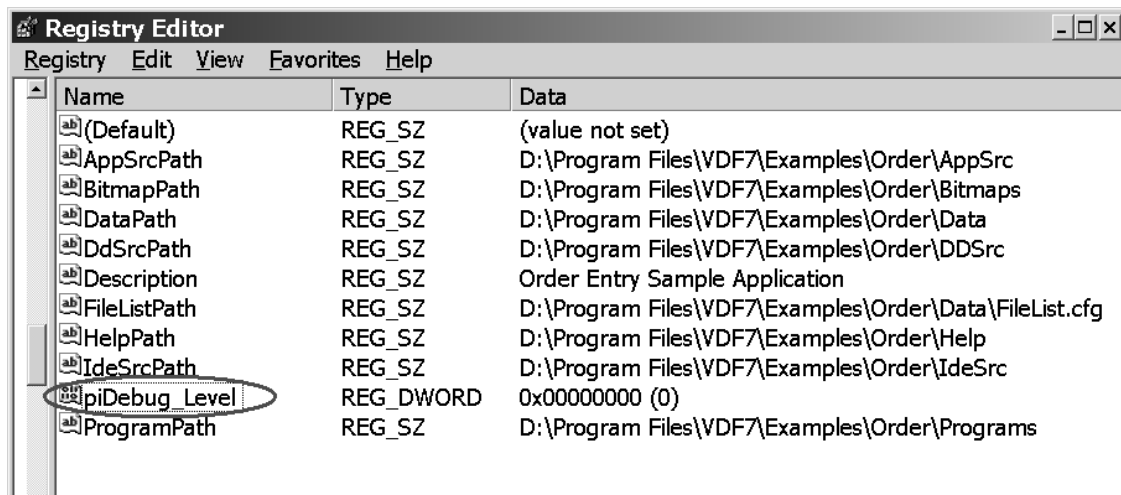 Registry Editor
Registry Edit View Favorites Help
Name Type Data
(Default) REG_SZ (value not set)
AppSrcPath REG_SZ D:\Program Files\VDF7\Examples\Order\AppSrc
BitmapPath REG_SZ D:\Program Files\VDF7\Examples\Order\Bitmaps
DataPath REG_SZ D:\Program Files\VDF7\Examples\Order\Data
DdSrcPath REG_SZ D:\Program Files\VDF7\Examples\Order\DDSrc
Description REG_SZ Order Entry Sample Application
FileListPath REG_SZ D:\Program Files\VDF7\Examples\Order\Data\FileList.cfg
HelpPath REG_SZ D:\Program Files\VDF7\Examples\Order\Help
IdeSrcPath REG_SZ D:\Program Files\VDF7\Examples\Order\IdeSrc
piDebug_Level REG_DWORD 0x00000000 (0)
ProgramPath REG_SZ D:\Program Files\VDF7\Examples\Order\Programs